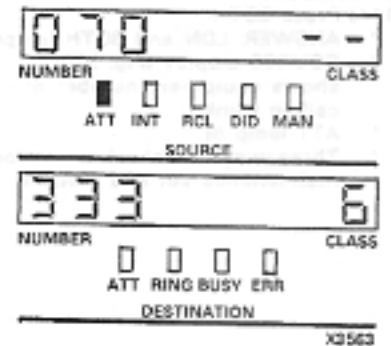 070 --
NUMBER CLASS
ATT INT RCL DID MAN
SOURCE
333 6
NUMBER CLASS
ATT RING BUSY ERR
DESTINATION
X3563